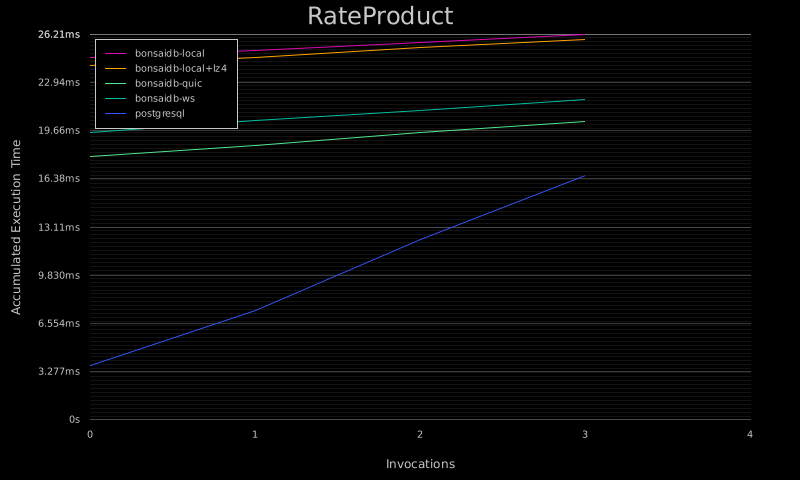 RateProduct
Accumulated Execution Time
26.21ms
22.94ms
19.66ms
16.38ms
13.11ms
9.830ms
6.554ms
3.277ms
0s
bonsaidb-local
bonsaidb-local+lz4
bonsaidb-quic
bonsaidb-ws
postgresql
0 1 2 3 4
Invocations